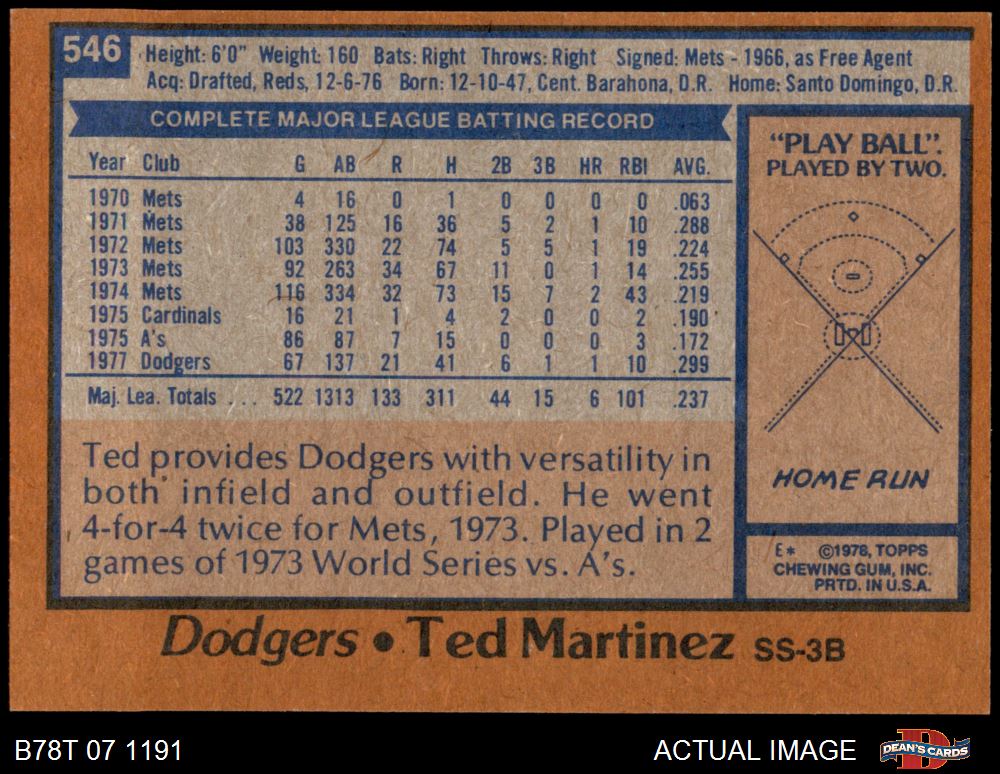 546
Height: 6'0" Weight: 160 Bats: Right Throws: Right Signed: Mets - 1966, as Free Agent
Acq: Drafted, Reds, 12-6-76 Born: 12-10-47, Cent. Barahona, D.R. Home: Santo Domingo, D.R.
COMPLETE MAJOR LEAGUE BATTING RECORD
Year Club G AB R H 2B 3B HR RBI AVG.
1970 Mets 4 16 0 1 0 0 0 0 .063
1971 Mets 38 125 16 36 5 2 1 10 .288
1972 Mets 103 330 22 74 5 5 1 19 .224
1973 Mets 92 263 34 67 11 0 1 14 .255
1974 Mets 116 334 32 73 15 7 2 43 .219
1975 Cardinals 16 21 1 4 2 0 0 2 .190
1975 A's 86 87 7 15 0 0 0 3 .172
1977 Dodgers 67 137 21 41 6 1 1 10 .299
Maj. Lea. Totals . . . 522 1313 133 311 44 15 6 101 .237
Ted provides Dodgers with versatility in
both infield and outfield. He went
4-for-4 twice for Mets, 1973. Played in 2
games of 1973 World Series vs. A's.
"PLAY BALL".
PLAYED BY TWO.
HOME RUN
E* ©1978, TOPPS
CHEWING GUM, INC.
PRTD. IN U.S.A.
Dodgers • Ted Martinez SS-3B
B78T 07 1191
ACTUAL IMAGE
DEAN'S CARDS